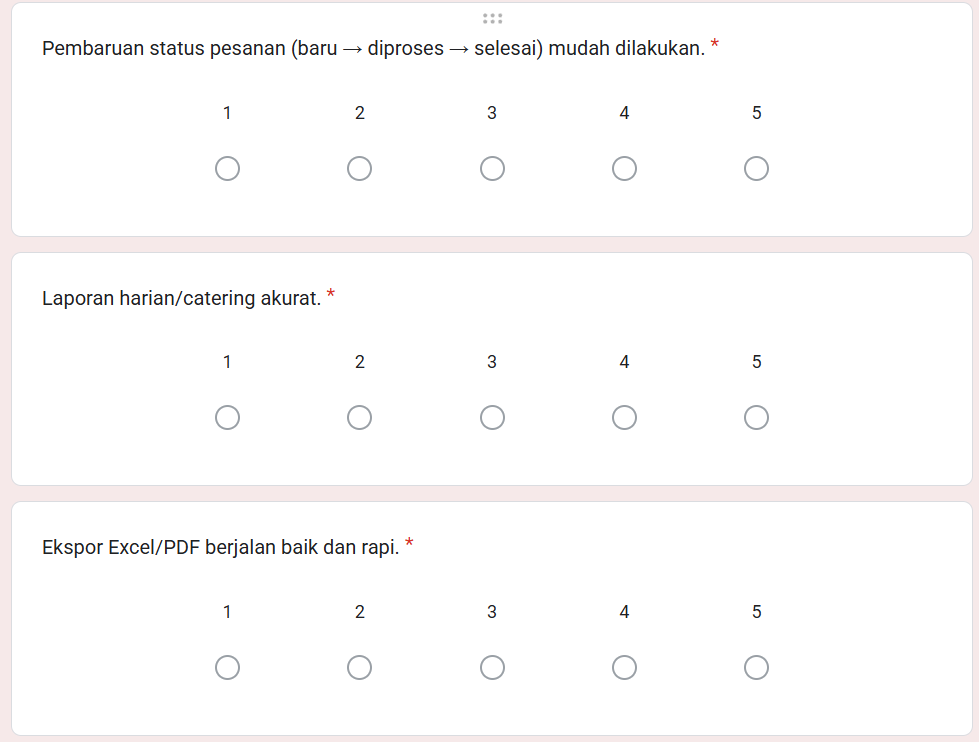 Pembaruan status pesanan (baru → diproses → selesai) mudah dilakukan. *
1 2 3 4 5
Laporan harian/catering akurat. *
1 2 3 4 5
Ekspor Excel/PDF berjalan baik dan rapi. *
1 2 3 4 5